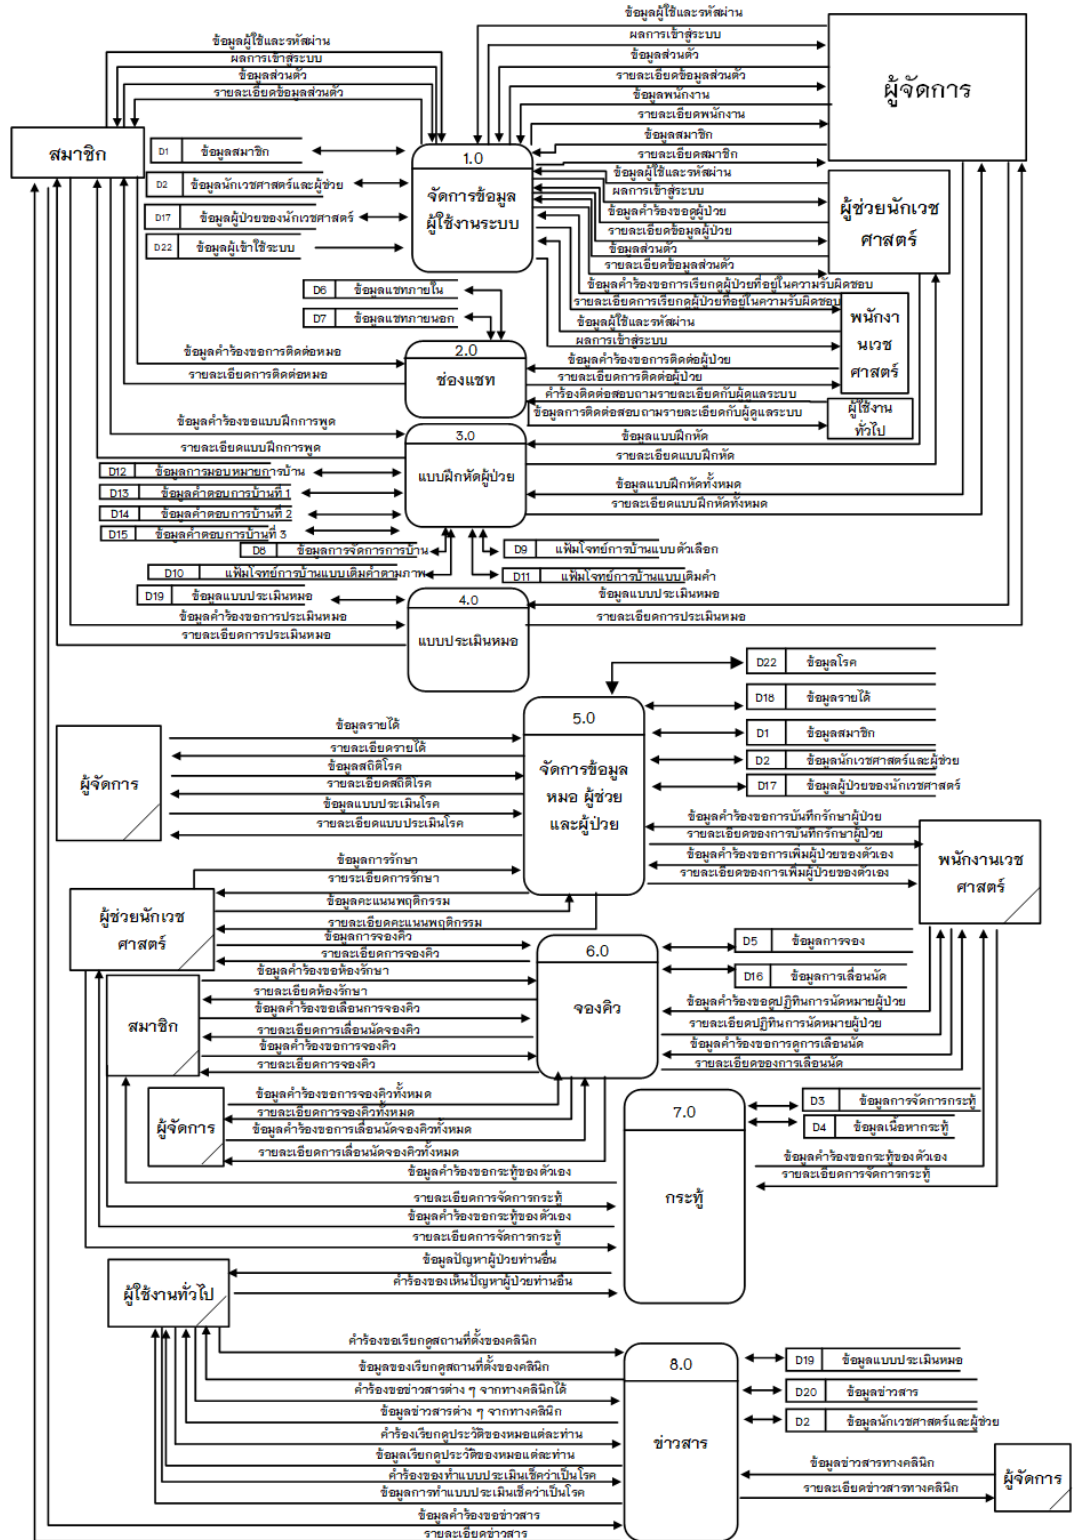 ข้อมูลผู้ใช้และรหัสผ่าน
ผลการเข้าสู่ระบบ
ข้อมูลส่วนตัว
รายละเอียดข้อมูลส่วนตัว
ข้อมูลพนักงาน
รายละเอียดพนักงาน
ข้อมูลสมาชิก
รายละเอียดสมาชิก
ผู้จัดการ
ข้อมูลผู้ใช้และรหัสผ่าน
ผลการเข้าสู่ระบบ
ข้อมูลส่วนตัว
รายละเอียดข้อมูลส่วนตัว
สมาชิก
D1 ข้อมูลสมาชิก
D2 ข้อมูลนักเวชศาสตร์และผู้ช่วย
D17 ข้อมูลผู้ป่วยของนักเวชศาสตร์
D22 ข้อมูลผู้เข้าใช้ระบบ
1.0
จัดการข้อมูล
ผู้ใช้งานระบบ
ข้อมูลผู้ใช้และรหัสผ่าน
ผลการเข้าสู่ระบบ
ข้อมูลคำร้องขอดูผู้ป่วย
รายละเอียดข้อมูลผู้ป่วย
ข้อมูลส่วนตัว
รายละเอียดข้อมูลส่วนตัว
ผู้ช่วยนักเวช
ศาสตร์
ข้อมูลคำร้องขอการเรียกดูผู้ป่วยที่อยู่ในความรับผิดชอบ
รายละเอียดการเรียกดูผู้ป่วยที่อยู่ในความรับผิดชอบ
ข้อมูลผู้ใช้และรหัสผ่าน
ผลการเข้าสู่ระบบ
พนักงา
นเวช
ศาสตร์
D6 ข้อมูลแชทภายใน
D7 ข้อมูลแชทภายนอก
2.0
ช่องแชท
ข้อมูลคำร้องขอการติดต่อหมอ
รายละเอียดการติดต่อหมอ
ข้อมูลคำร้องขอการติดต่อผู้ป่วย
รายละเอียดการติดต่อผู้ป่วย
คำร้องติดต่อสอบถามรายละเอียดกับผู้ดูแลระบบ
ข้อมูลการติดต่อสอบถามรายละเอียดกับผู้ดูแลระบบ
ผู้ใช้งาน
ทั่วไป
ข้อมูลคำร้องขอแบบฝึกการพูด
รายละเอียดแบบฝึกการพูด
3.0
แบบฝึกหัดผู้ป่วย
ข้อมูลแบบฝึกหัด
รายละเอียดแบบฝึกหัด
ข้อมูลแบบฝึกหัดทั้งหมด
รายละเอียดแบบฝึกหัดทั้งหมด
D12 ข้อมูลการมอบหมายการบ้าน
D13 ข้อมูลคำตอบการบ้านที่ 1
D14 ข้อมูลคำตอบการบ้านที่ 2
D15 ข้อมูลคำตอบการบ้านที่ 3
D8 ข้อมูลการจัดการการบ้าน
D9 แฟ้มโจทย์การบ้านแบบตัวเลือก
D10 แฟ้มโจทย์การบ้านแบบเติมคำตามภาพ
D11 แฟ้มโจทย์การบ้านแบบเติมคำ
D19 ข้อมูลแบบประเมินหมอ
4.0
แบบประเมินหมอ
ข้อมูลคำร้องขอการประเมินหมอ
รายละเอียดการประเมินหมอ
ข้อมูลแบบประเมินหมอ
รายละเอียดการประเมินหมอ
D22 ข้อมูลโรค
D18 ข้อมูลรายได้
D1 ข้อมูลสมาชิก
D2 ข้อมูลนักเวชศาสตร์และผู้ช่วย
D17 ข้อมูลผู้ป่วยของนักเวชศาสตร์
5.0
จัดการข้อมูล
หมอ ผู้ช่วย
และผู้ป่วย
ผู้จัดการ
ข้อมูลรายได้
รายละเอียดรายได้
ข้อมูลสถิติโรค
รายละเอียดสถิติโรค
ข้อมูลแบบประเมินโรค
รายละเอียดแบบประเมินโรค
ข้อมูลคำร้องขอการบันทึกรักษาผู้ป่วย
รายละเอียดของการบันทึกรักษาผู้ป่วย
ข้อมูลคำร้องขอการเพิ่มผู้ป่วยของตัวเอง
รายละเอียดของการเพิ่มผู้ป่วยของตัวเอง
พนักงานเวช
ศาสตร์
ข้อมูลการรักษา
รายระเอียดการรักษา
ข้อมูลคะแนนพฤติกรรม
รายละเอียดคะแนนพฤติกรรม
ผู้ช่วยนักเวช
ศาสตร์
ข้อมูลการจองคิว
รายละเอียดการจองคิว
6.0
จองคิว
D5 ข้อมูลการจอง
D16 ข้อมูลการเลื่อนนัด
สมาชิก
ข้อมูลคำร้องขอห้องรักษา
รายละเอียดห้องรักษา
ข้อมูลคำร้องขอเลื่อนการจองคิว
รายละเอียดการเลื่อนนัดจองคิว
ข้อมูลคำร้องขอการจองคิว
รายละเอียดการจองคิว
ข้อมูลคำร้องขอดูปฏิทินการนัดหมายผู้ป่วย
รายละเอียดปฏิทินการนัดหมายผู้ป่วย
ข้อมูลคำร้องขอการดูการเลื่อนนัด
รายละเอียดของการเลื่อนนัด
ผู้จัดการ
ข้อมูลคำร้องขอการจองคิวทั้งหมด
รายละเอียดการจองคิวทั้งหมด
ข้อมูลคำร้องขอการเลื่อนนัดจองคิวทั้งหมด
รายละเอียดการเลื่อนนัดจองคิวทั้งหมด
7.0
กระทู้
D3 ข้อมูลการจัดการกระทู้
D4 ข้อมูลเนื้อหากระทู้
ข้อมูลคำร้องขอกระทู้ของตัวเอง
รายละเอียดการจัดการกระทู้
ข้อมูลคำร้องขอกระทู้ของตัวเอง
รายละเอียดการจัดการกระทู้
ข้อมูลคำร้องขอกระทู้ของตัวเอง
รายละเอียดการจัดการกระทู้
ข้อมูลปัญหาผู้ป่วยท่านอื่น
คำร้องของเห็นปัญหาผู้ป่วยท่านอื่น
ผู้ใช้งานทั่วไป
คำร้องขอเรียกดูสถานที่ตั้งของคลินิก
ข้อมูลของเรียกดูสถานที่ตั้งของคลินิก
คำร้องขอข่าวสารต่าง ๆ จากทางคลินิกได้
ข้อมูลข่าวสารต่าง ๆ จากทางคลินิก
คำร้องเรียกดูประวัติของหมอแต่ละท่าน
ข้อมูลเรียกดูประวัติของหมอแต่ละท่าน
คำร้องของทำแบบประเมินเช็คว่าเป็นโรค
ข้อมูลการทำแบบประเมินเช็คว่าเป็นโรค
ข้อมูลคำร้องขอข่าวสาร
รายละเอียดข่าวสาร
8.0
ข่าวสาร
D19 ข้อมูลแบบประเมินหมอ
D20 ข้อมูลข่าวสาร
D2 ข้อมูลนักเวชศาสตร์และผู้ช่วย
ข้อมูลข่าวสารทางคลินิก
รายละเอียดข่าวสารทางคลินิก
ผู้จัดการ